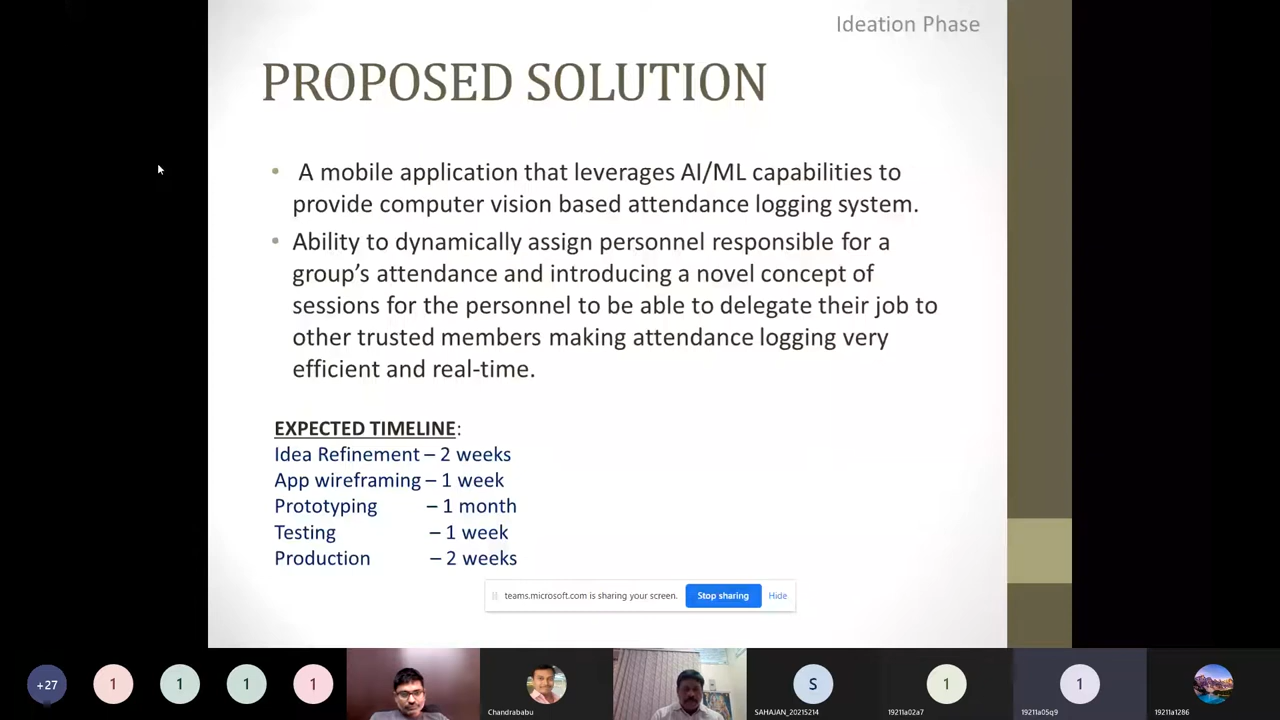 Ideation Phase
PROPOSED SOLUTION
• A mobile application that leverages AI/ML capabilities to
provide computer vision based attendance logging system.
• Ability to dynamically assign personnel responsible for a
group’s attendance and introducing a novel concept of
sessions for the personnel to be able to delegate their job to
other trusted members making attendance logging very
efficient and real-time.
EXPECTED TIMELINE:
Idea Refinement – 2 weeks
App wireframing – 1 week
Prototyping – 1 month
Testing – 1 week
Production – 2 weeks
teams.microsoft.com is sharing your screen. Stop sharing Hide
+27 1 1 1 1 S 1 1
Chandrababu SAHAJAN_20215214 19211a02a7 19211a05q9 19211a1286